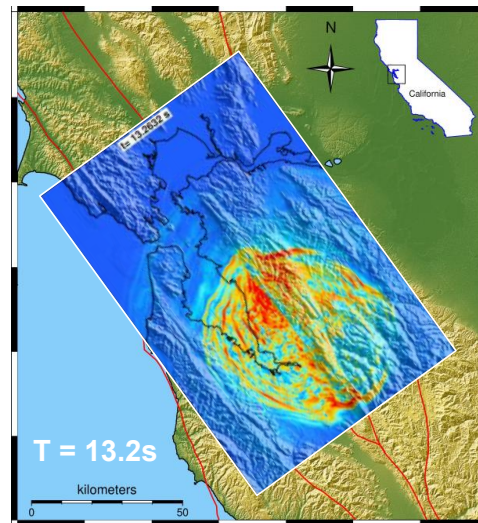 N
California
t= 13.2632 s
T = 13.2s
kilometers
0 50